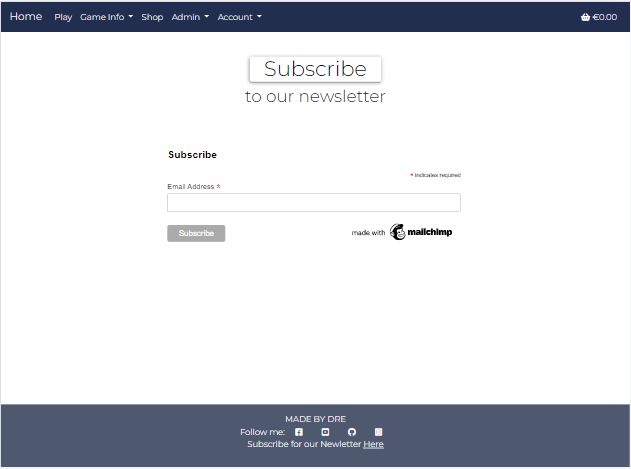 Home Play Game Info Shop Admin Account €0.00
Subscribe
to our newsletter
Subscribe
* indicates required
Email Address *
Subscribe
made with mailchimp
MADE BY DRE
Follow me:
Subscribe for our Newletter Here